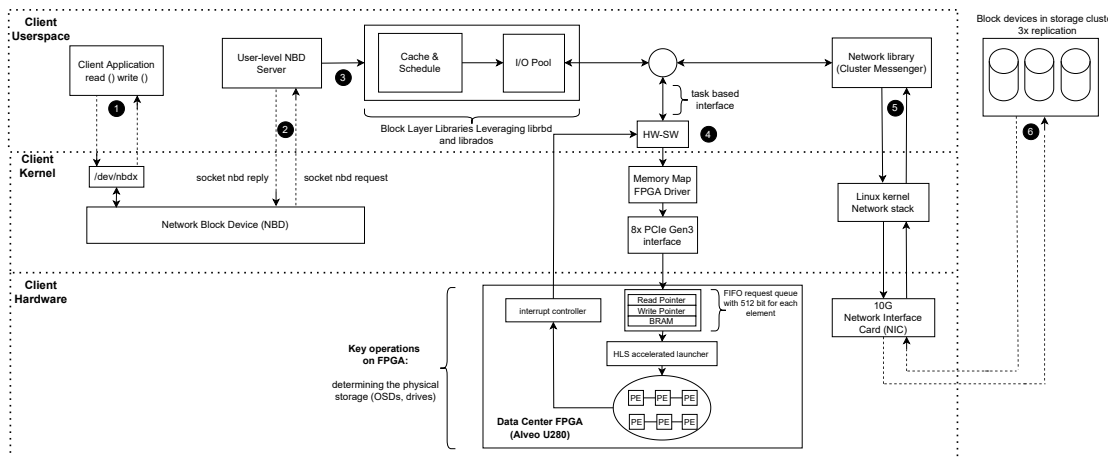 Client
Userspace
Client Application
read () write ()
1
User-level NBD
Server
2
3
Cache &
Schedule
I/O Pool
Block Layer Libraries Leveraging librbd
and librados
task based
interface
HW-SW
4
Network library
(Cluster Messenger)
5
Block devices in storage cluster
3x replication
6
Client
Kernel
/dev/nbdx
socket nbd reply
socket nbd request
Network Block Device (NBD)
Memory Map
FPGA Driver
8x PCIe Gen3
interface
Linux kernel
Network stack
Client
Hardware
Key operations
on FPGA:
determining the physical
storage (OSDs, drives)
interrupt controller
Read Pointer
Write Pointer
BRAM
FIFO request queue
with 512 bit for each
element
HLS accelerated launcher
PE
PE
PE
PE
PE
PE
Data Center FPGA
(Alveo U280)
10G
Network Interface
Card (NIC)